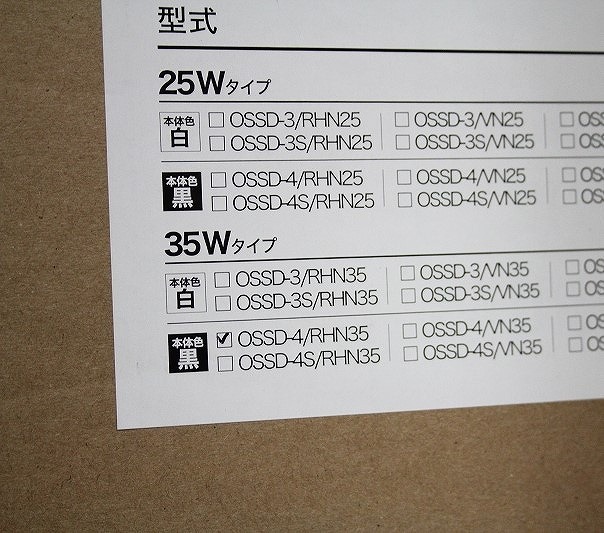 型式
25Wタイプ
本体色 白 □ OSSD-3/RHN25 □ OSSD-3/VN25 □
□ OSSD-3S/RHN25 □ OSSD-3S/VN25 □
本体色 黒 □ OSSD-4/RHN25 □ OSSD-4/VN25 □
□ OSSD-4S/RHN25 □ OSSD-4S/VN25 □
35Wタイプ
本体色 白 □ OSSD-3/RHN35 □ OSSD-3/VN35 □
□ OSSD-3S/RHN35 □ OSSD-3S/VN35 □
本体色 黒 ☑ OSSD-4/RHN35 □ OSSD-4/VN35 □
□ OSSD-4S/RHN35 □ OSSD-4S/VN35 □